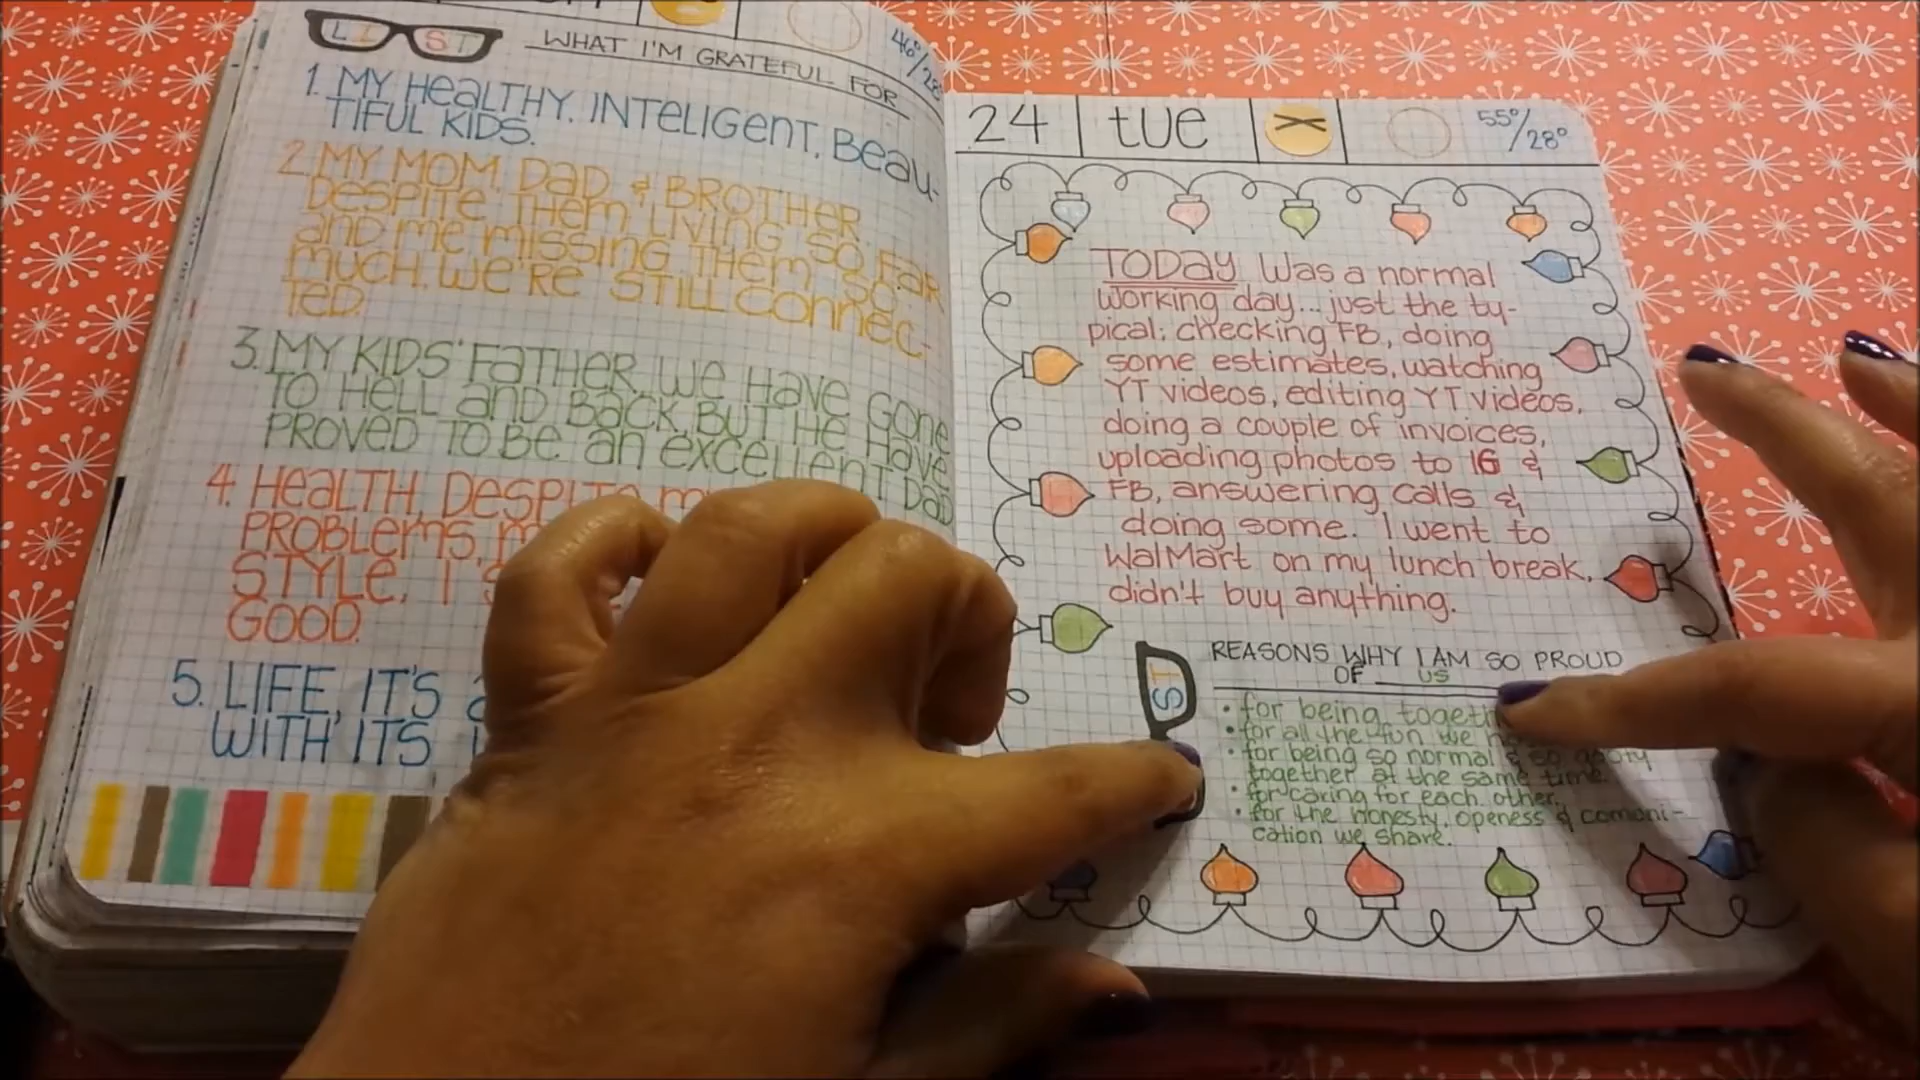 LIST
WHAT I'M GRATEFUL FOR
46°/28
1. MY HEALTHY, INTELIGENT, BEAU-
TIFUL KIDS.
2. MY MOM, DAD & BROTHER
DESPITE THEM LIVING SO FAR
AND ME MISSING THEM SO
MUCH, WE'RE STILL CONNEC-
TED.
3. MY KIDS' FATHER, WE HAVE GONE
TO HELL AND BACK, BUT HE HAVE
PROVED TO BE AN EXCELLENT DAD
4. HEALTH, DESPITE
PROBLEMS,
STYLE, I'
GOOD.
5. LIFE, IT'S
WITH ITS
24 TUE
55°/28°
TODAY Was a normal
working day... just the ty-
pical: checking FB, doing
some estimates, watching
YT videos, editing YT videos,
doing a couple of invoices,
uploading photos to IG &
FB, answering calls &
doing some. I went to
WalMart on my lunch break,
didn't buy anything.
REASONS WHY I AM SO PROUD
OF US
ST
• for being
• for all the fun we
• for being so normal & so
together at the same time.
• for caring for each other.
• for the honesty, openess & comoni-
cation we share.